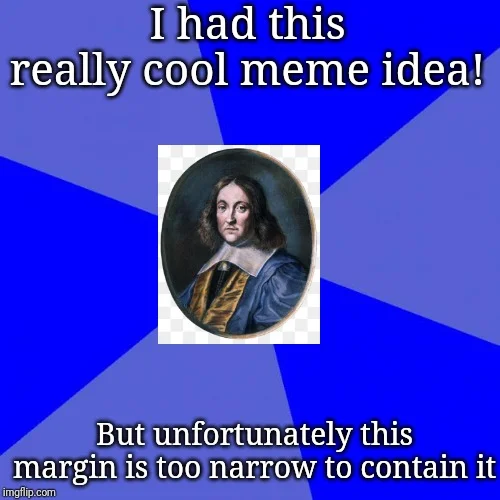 I had this
really cool meme idea!
But unfortunately this
margin is too narrow to contain it
imgflip.com